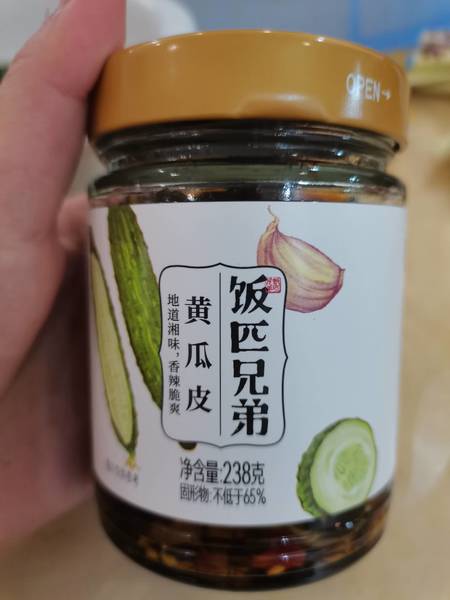 OPEN→
饭匹兄弟
黄瓜皮
地道湘味,香辣脆爽
净含量:238克
固形物:不低于65%